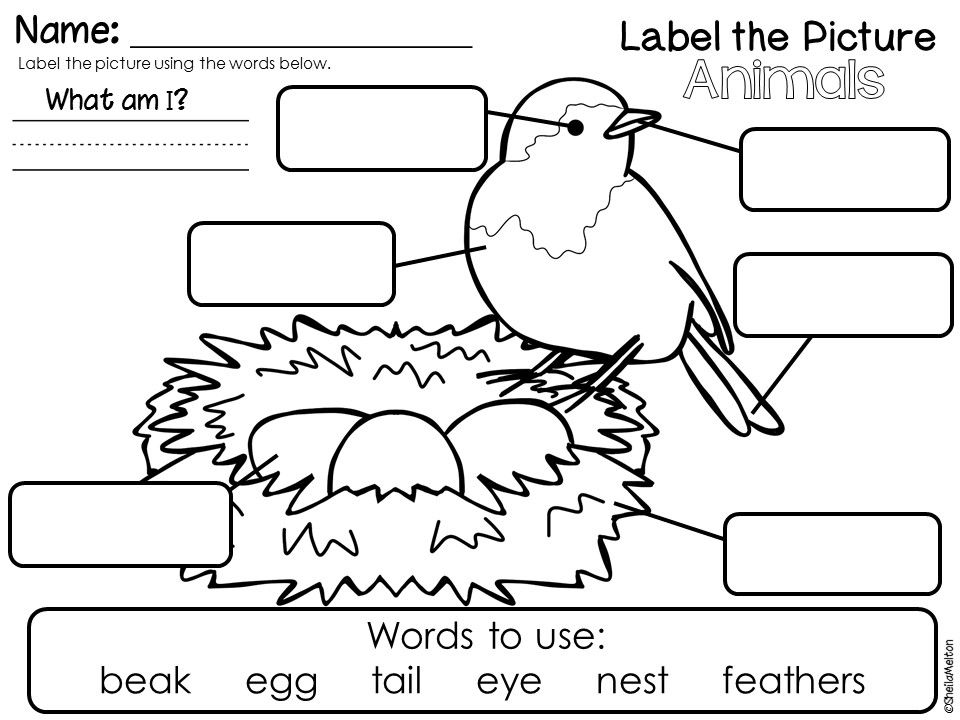 Name:
Label the Picture
Label the picture using the words below.
Animals
What am I?
Words to use:
beak egg tail eye nest feathers
©SheilaMelton